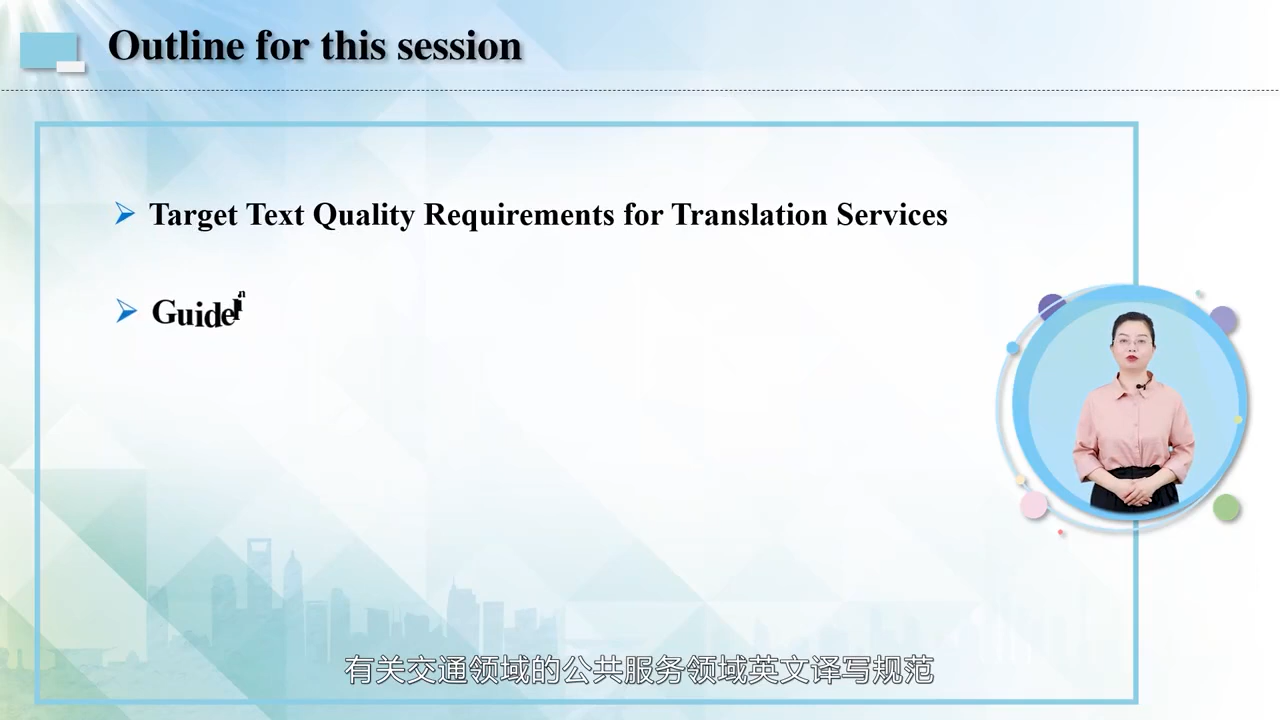 Outline for this session
Target Text Quality Requirements for Translation Services
Guidelin
有关交通领域的公共服务领域英文译写规范